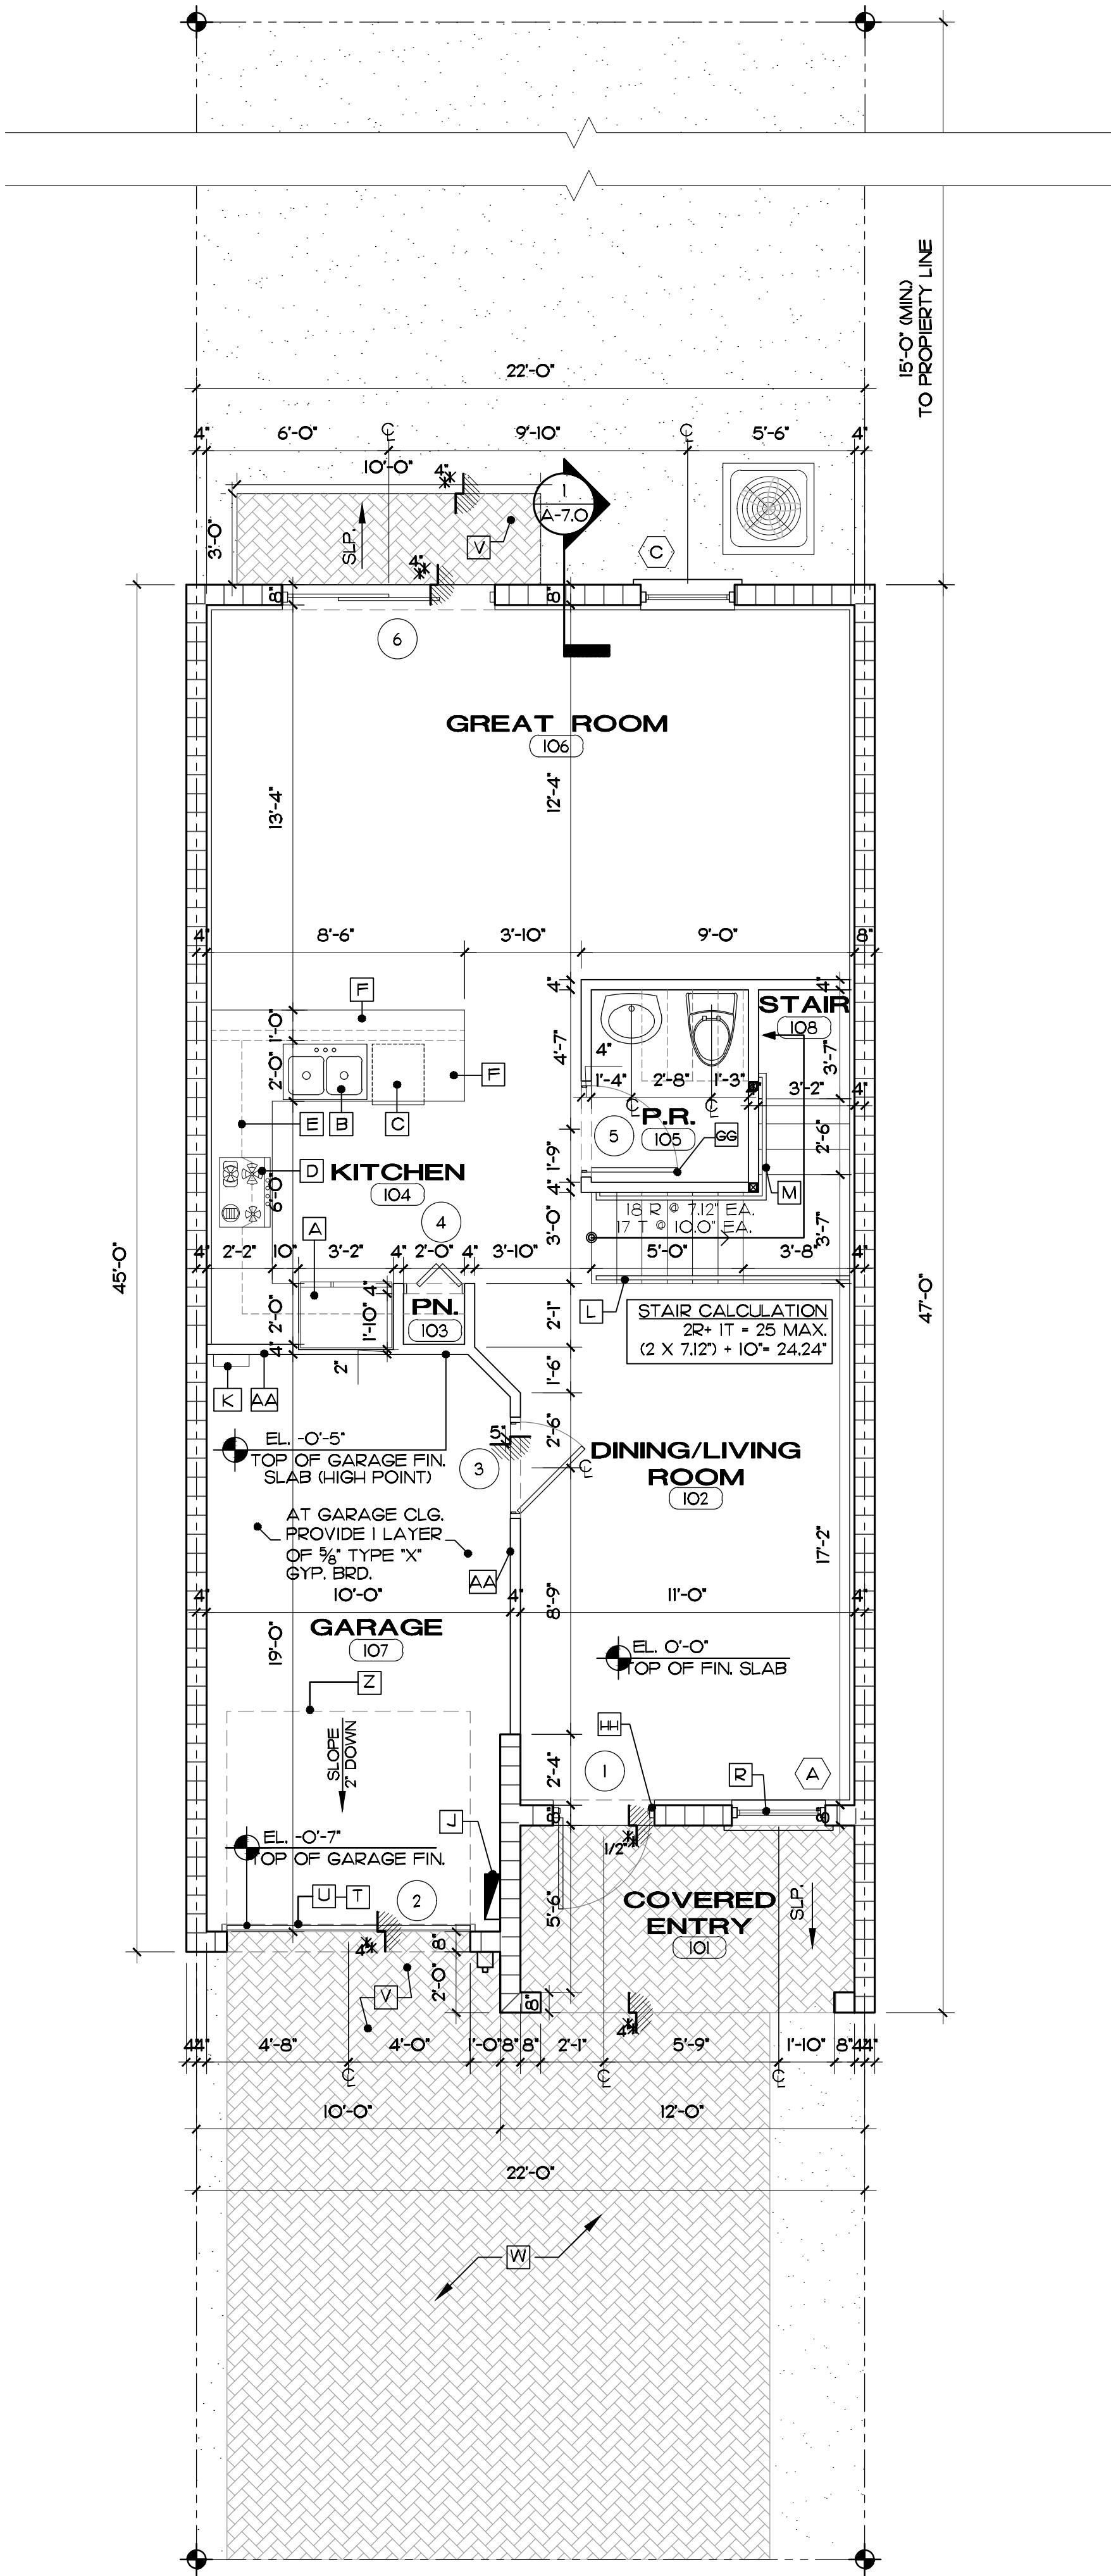 15'-0" (MIN.)
TO PROPIERTY LINE
22'-0"
4" 6'-0" ℄ 9'-10" ℄ 5'-6" 4"
10'-0" 4"
1
A-7.0
3'-0"
SLP.
V
C
4"
8" 8"
6
GREAT ROOM
106
13'-4"
12'-4"
4" 8'-6" 3'-10" 9'-0" 8"
F
4" 4"
STAIR
108
1'-0"
2'-0"
4'-7"
4"
3'-7"
F
1'-4" 2'-8" 1'-3" 4" 3'-2" 4"
℄ ℄
E B C
P.R.
105
5
GG
2'-6"
D
KITCHEN
104
1'-9"
4"
M
6'-0"
A
4
18 R @ 7.12" EA.
17 T @ 10.0" EA.
3'-0"
3'-7"
4" 2'-2" 10" 3'-2" 4" 2'-0" 4" 3'-10" 5'-0" 3'-8" 4"
45'-0"
47'-0"
2'-0"
4"
4"
1'-10"
2"
PN.
103
2'-1"
L
STAIR CALCULATION
2R+ 1T = 25 MAX.
(2 X 7.12") + 10"= 24.24"
1'-6"
K AA
EL. -0'-5"
TOP OF GARAGE FIN.
SLAB (HIGH POINT)
5"
2'-6"
3
℄
DINING/LIVING
ROOM
102
AT GARAGE CLG.
PROVIDE 1 LAYER
OF ⅝" TYPE "X"
GYP. BRD.
AA
17'-2"
8'-9"
4" 10'-0" 4" 11'-0" 4"
GARAGE
107
19'-0"
EL. 0'-0"
TOP OF FIN. SLAB
Z
SLOPE
2" DOWN
HH
2'-4"
1
R
A
J
8" 8"
EL. -0'-7"
TOP OF GARAGE FIN.
1/2"
U T
2
5'-6"
COVERED
ENTRY
101
SLP.
4"
8"
2'-0"
V
8"
4"
4" 4" 4'-8" 4'-0" 1'-0" 8" 8" 2'-1" 5'-9" 1'-10" 8" 4" 4"
℄ ℄ ℄
10'-0" 12'-0"
22'-0"
W